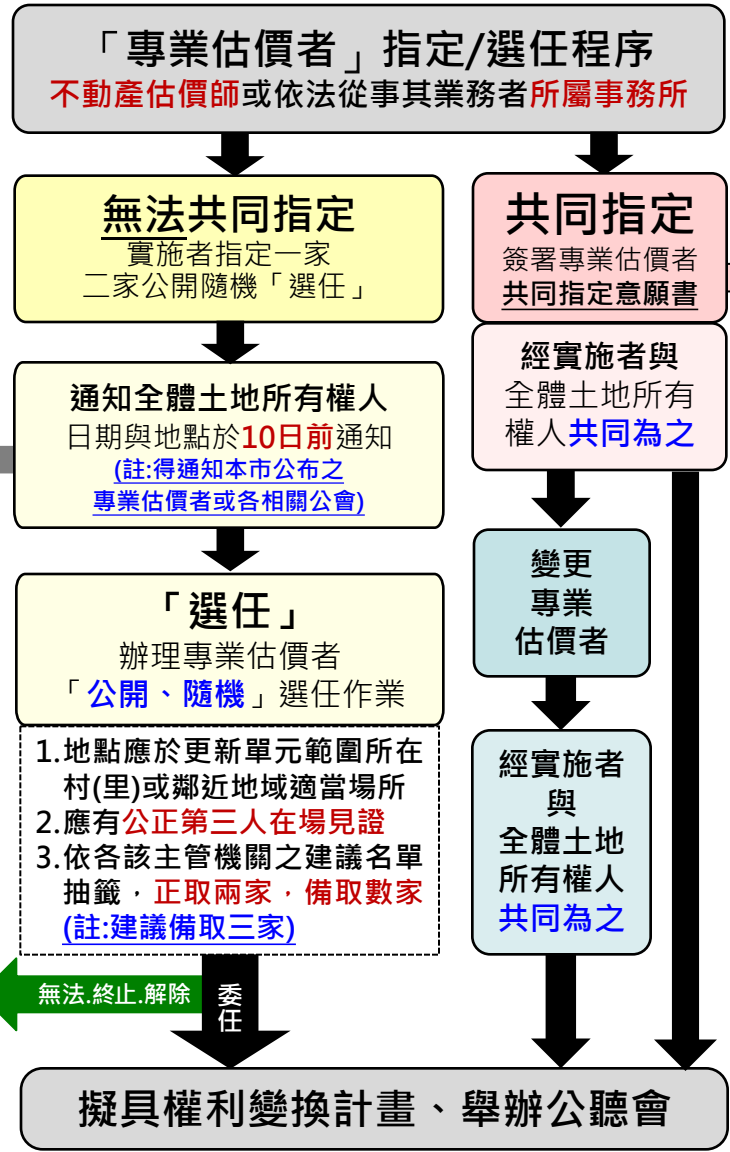 「專業估價者」指定/選任程序
不動產估價師或依法從事其業務者所屬事務所
無法共同指定
實施者指定一家
二家公開隨機「選任」
通知全體土地所有權人
日期與地點於10日前通知
(註:得通知本市公布之
專業估價者或各相關公會)
「選任」
辦理專業估價者
「公開、隨機」選任作業
1.地點應於更新單元範圍所在
村(里)或鄰近地域適當場所
2.應有公正第三人在場見證
3.依各該主管機關之建議名單
抽籤，正取兩家，備取數家
(註:建議備取三家)
無法.終止.解除
委
任
共同指定
簽署專業估價者
共同指定意願書
經實施者與
全體土地所有
權人共同為之
變更
專業
估價者
經實施者
與
全體土地
所有權人
共同為之
擬具權利變換計畫、舉辦公聽會